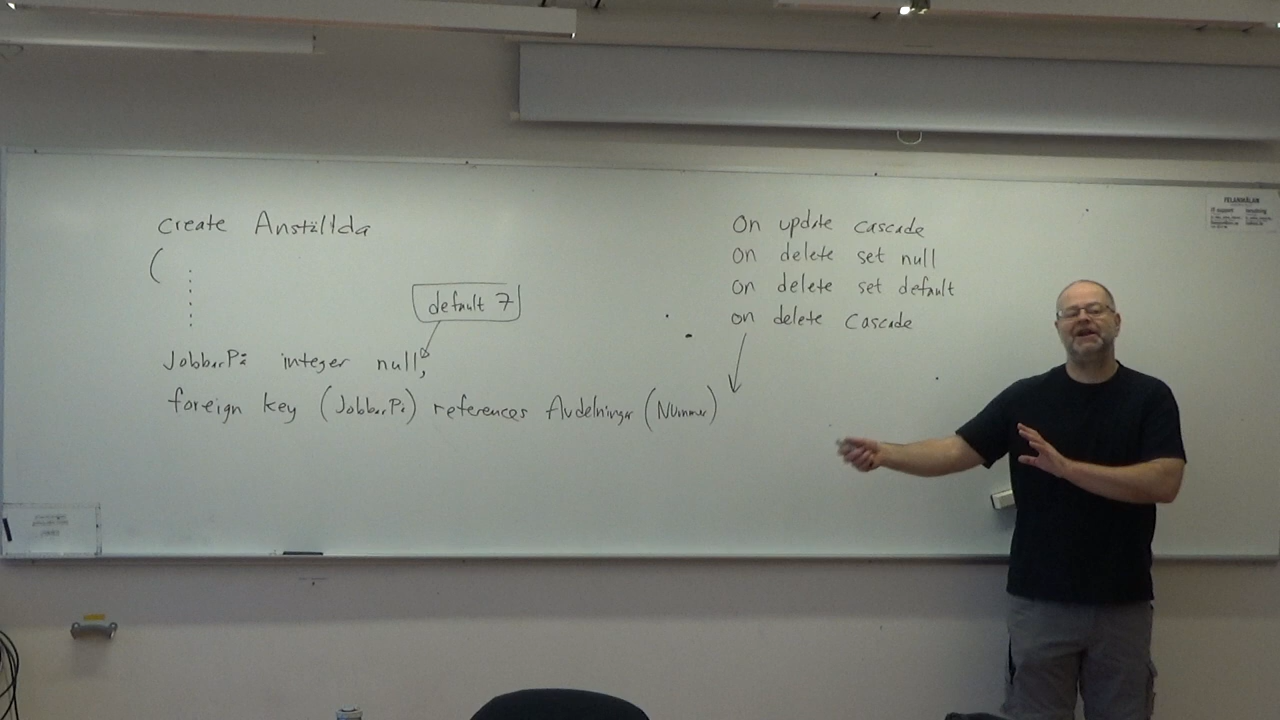 create Anställda
(
default 7
JobbarPå integer null,
foreign key (JobbarPå) references Avdelningar (Nummer)
On update cascade
on delete set null
on delete set default
on delete cascade
FELANMÄLAN